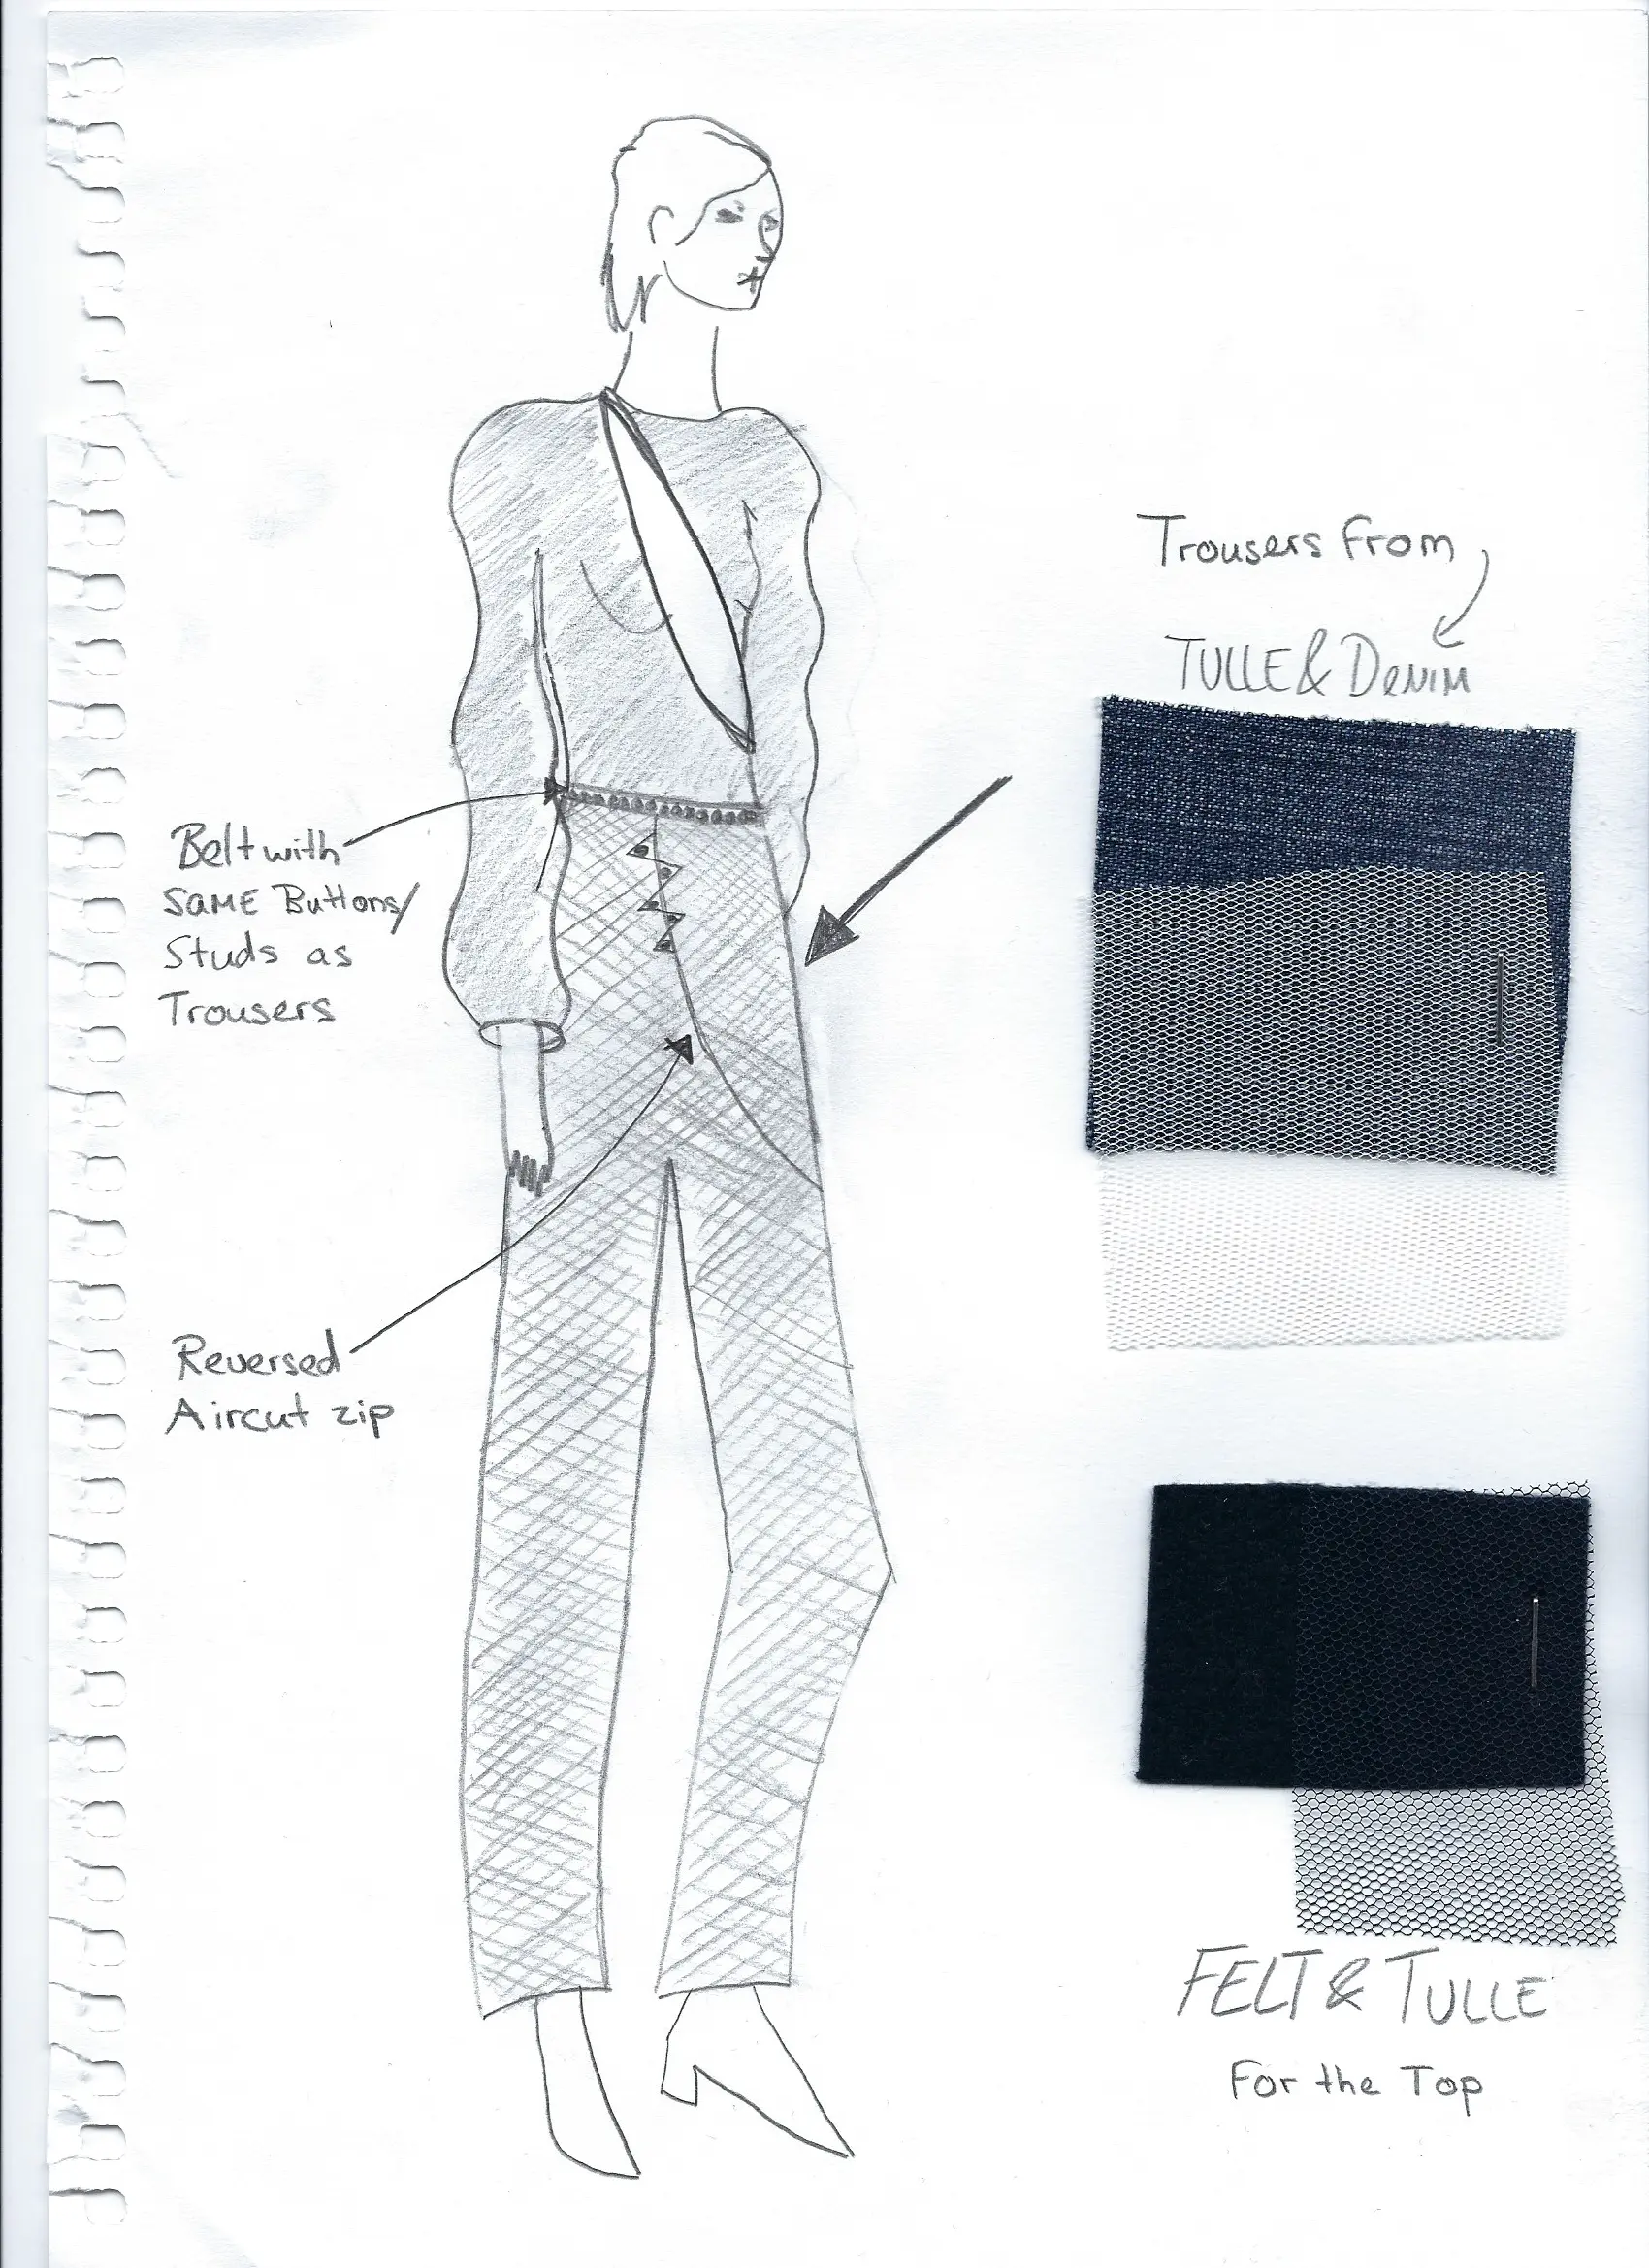 Trousers From
TULLE & Denim
Belt with
SAME Buttons/
Studs as
Trousers
Reversed
Aircut zip
FELT & TULLE
For the Top